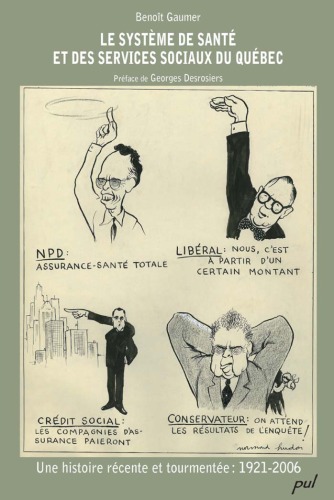 Benoît Gaumer
LE SYSTÈME DE SANTÉ
ET DES SERVICES SOCIAUX DU QUÉBEC
Préface de Georges Desrosiers
NPD:
ASSURANCE-SANTÉ TOTALE
LIBÉRAL: NOUS, C'EST
À PARTIR D'UN
CERTAIN MONTANT
CRÉDIT SOCIAL:
LES COMPAGNIES D'AS-
SURANCE PAIERONT
CONSERVATEUR: ON ATTEND
LES RÉSULTATS DE L'ENQUÊTE!
normand hudon
Une histoire récente et tourmentée : 1921-2006
pul